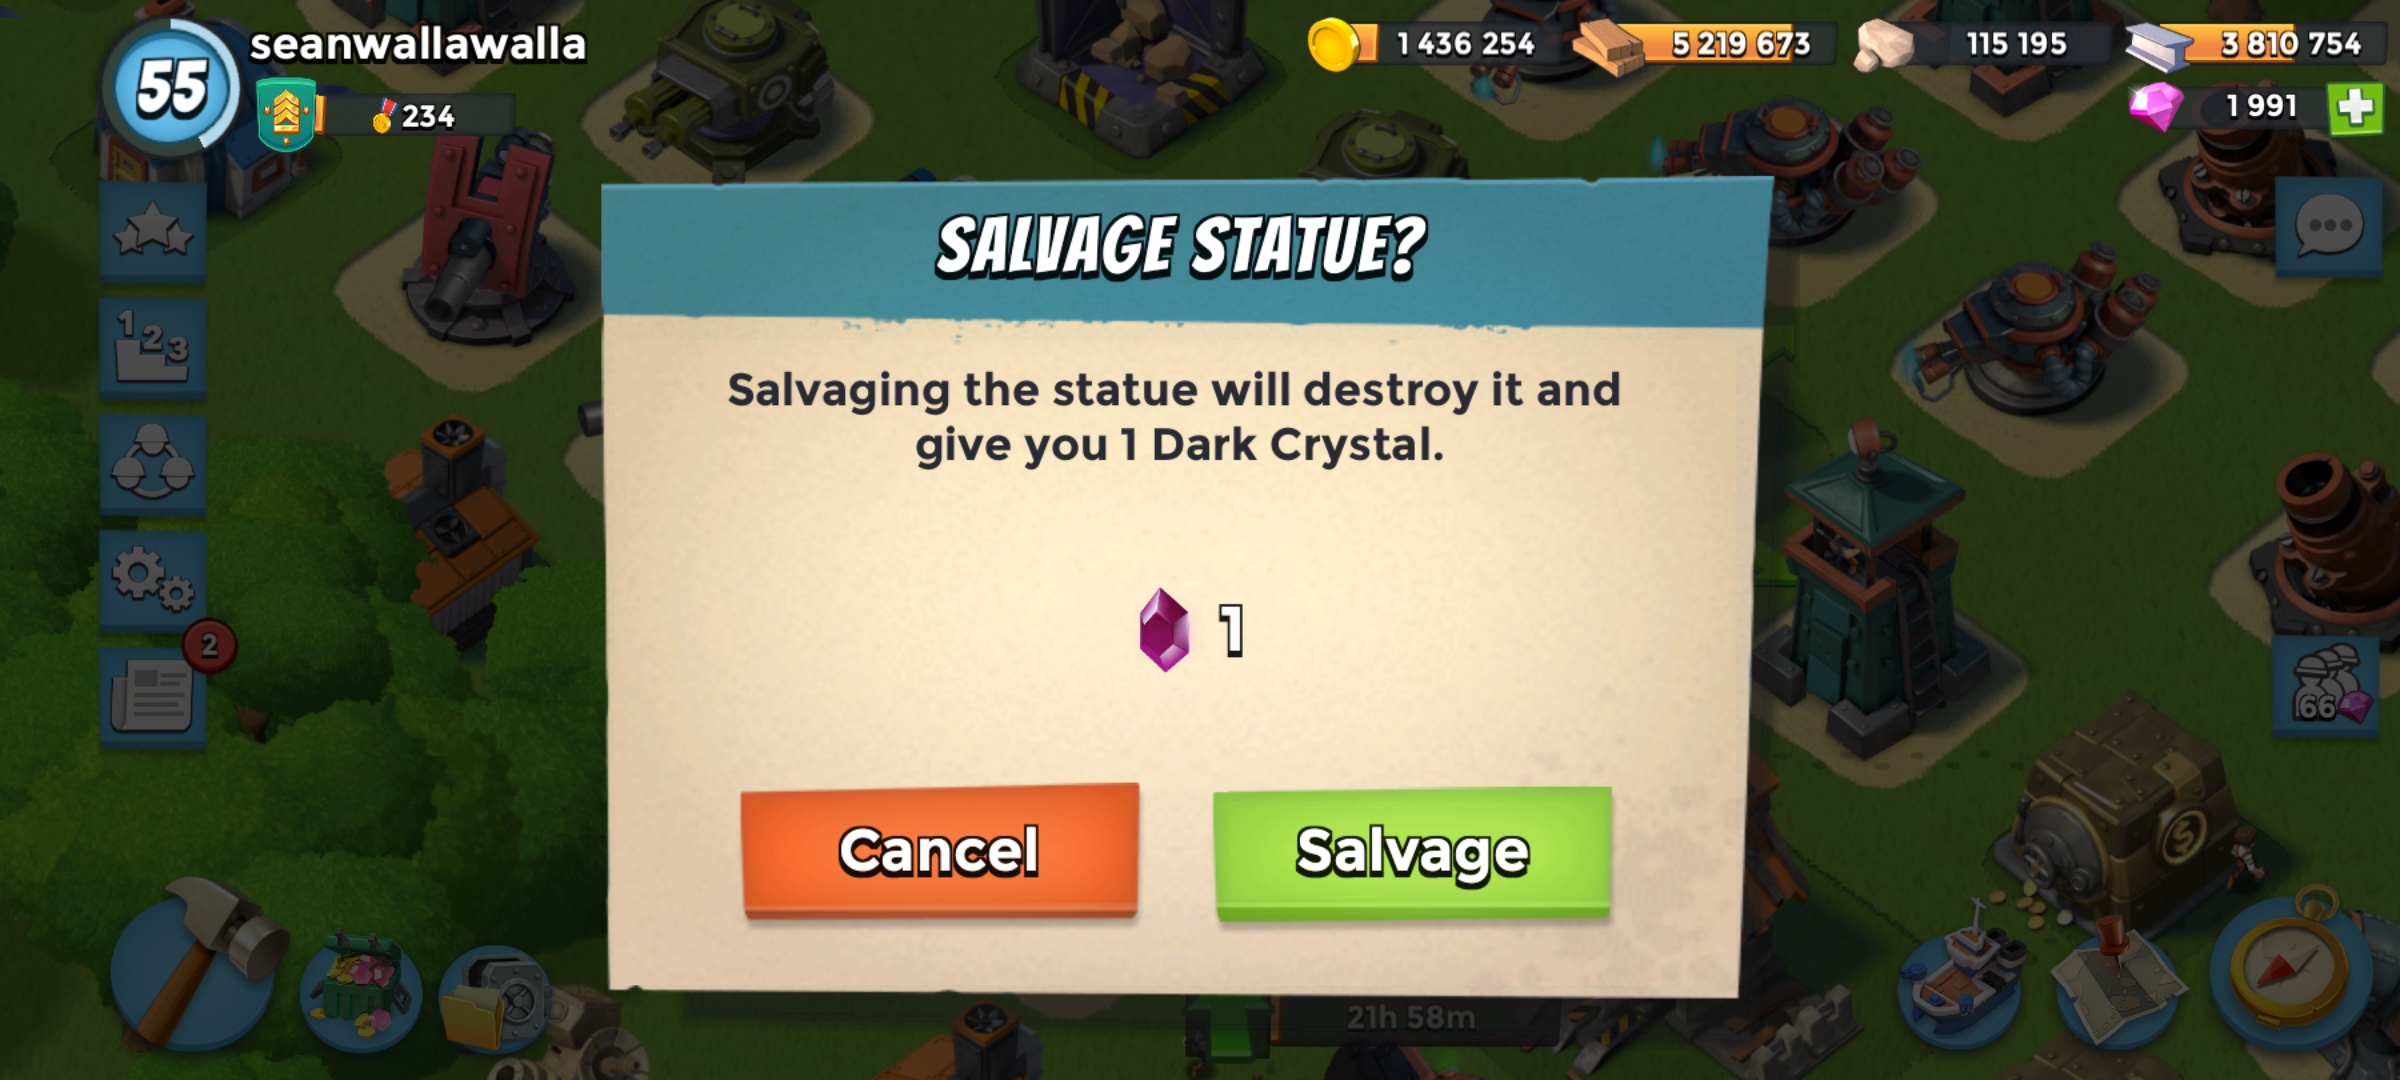 55
seanwallawalla
234
1 436 254
5 219 673
115 195
3 810 754
1 991
SALVAGE STATUE?
Salvaging the statue will destroy it and
give you 1 Dark Crystal.
1
1 2 3
2
66
Cancel
Salvage
$
21h 58m